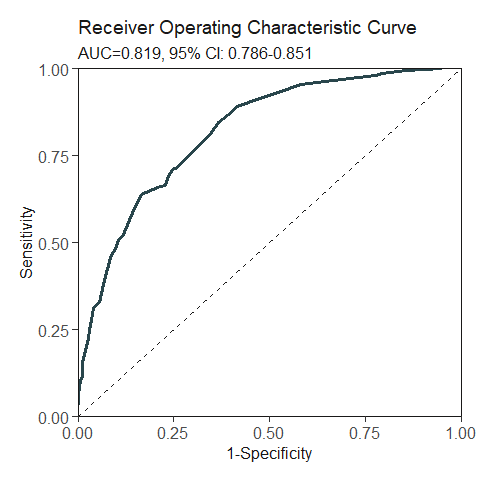 Receiver Operating Characteristic Curve
AUC=0.819, 95% CI: 0.786-0.851
1.00
0.75
0.50
0.25
0.00
Sensitivity
0.00 0.25 0.50 0.75 1.00
1-Specificity